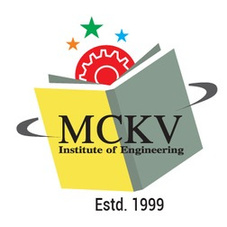 MCKV
Institute of Engineering
Estd. 1999